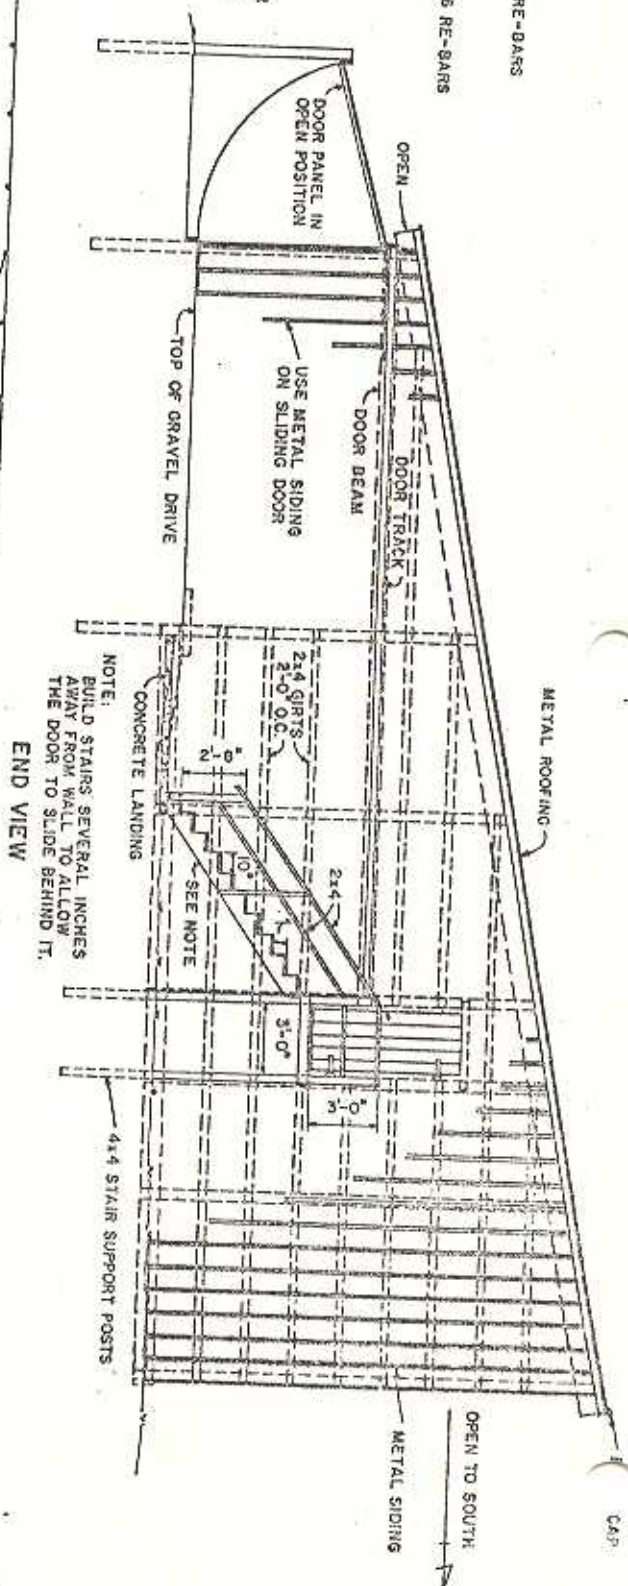 RE-BARS
6 RE-BARS
OPEN
DOOR PANEL IN
OPEN POSITION
METAL ROOFING
DOOR TRACK
DOOR BEAM
USE METAL SIDING
ON SLIDING DOOR
TOP OF GRAVEL DRIVE
2x4 GIRTS
2'-0" O.C.
2'-8"
10"
2x4
3'-0"
3'-0"
SEE NOTE
CONCRETE LANDING
NOTE:
BUILD STAIRS SEVERAL INCHES
AWAY FROM WALL TO ALLOW
THE DOOR TO SLIDE BEHIND IT.
4x4 STAIR SUPPORT POSTS
METAL SIDING
OPEN TO SOUTH
CAP
END VIEW